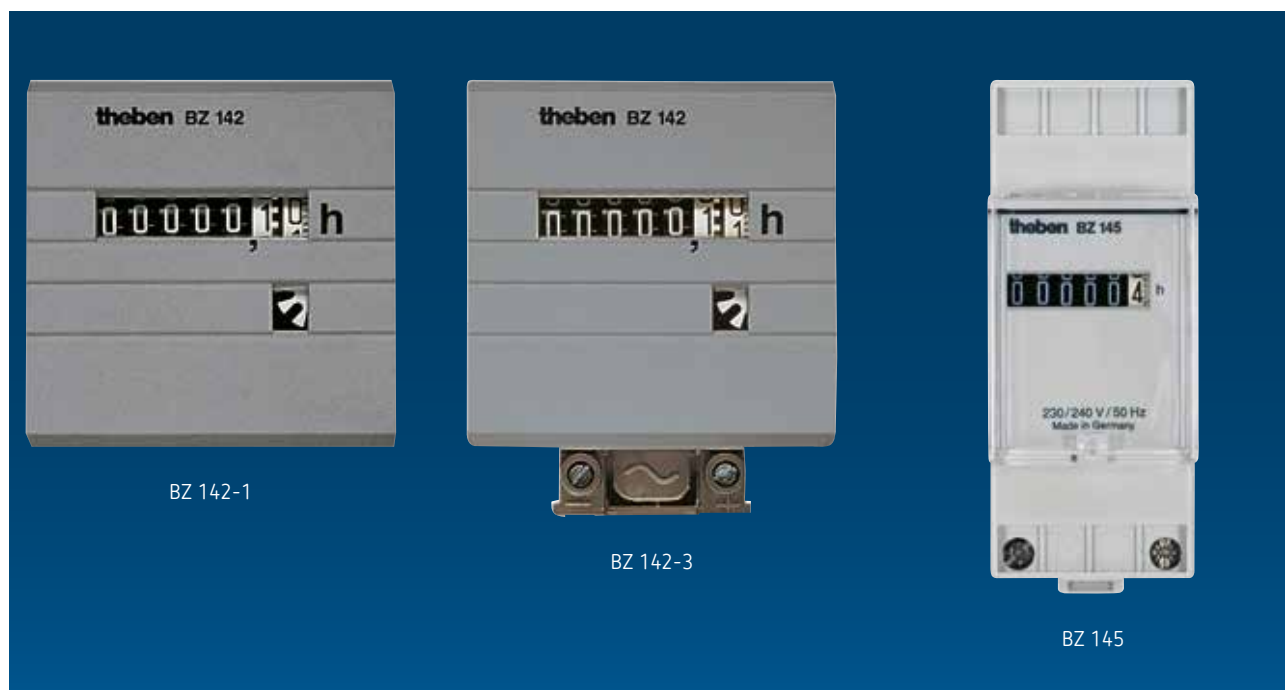 theben BZ 142
0 0 0 0 0, 1 h
BZ 142-1
theben BZ 142
0 0 0 0 0, 1 h
BZ 142-3
theben BZ 145
0 0 0 0 0 4 h
230/240 V/50 Hz
Made in Germany
BZ 145